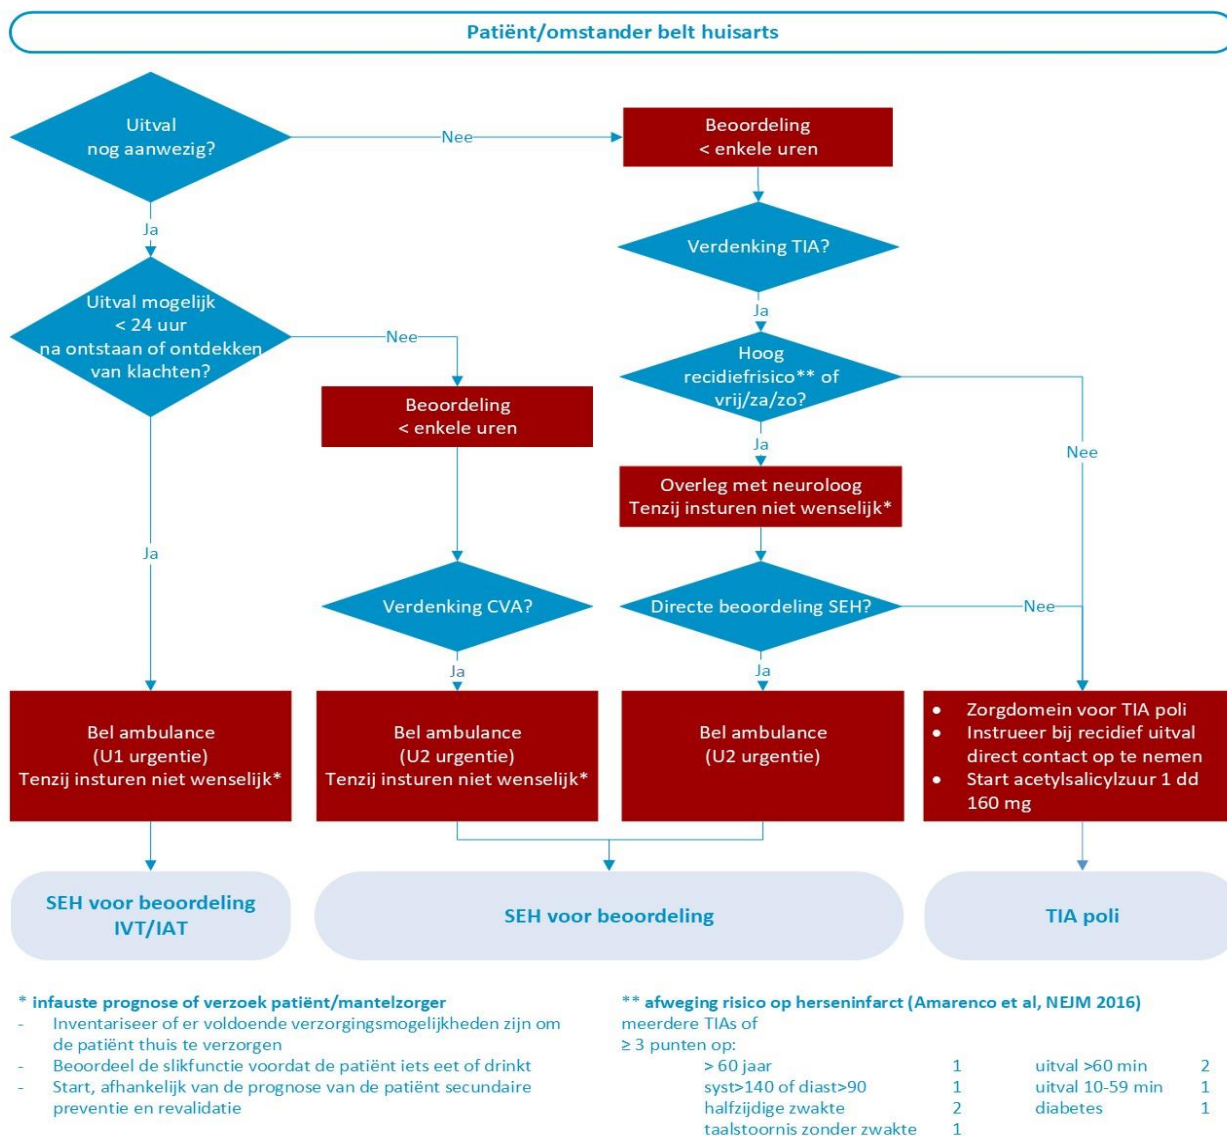 Patiënt/omstander belt huisarts
Uitval
nog aanwezig?
Nee
Beoordeling
< enkele uren
Ja
Verdenking TIA?
Uitval mogelijk
< 24 uur
na ontstaan of ontdekken
van klachten?
Nee
Ja
Hoog
recidiefrisico** of
vrij/za/zo?
Beoordeling
< enkele uren
Ja
Nee
Overleg met neuroloog
Tenzij insturen niet wenselijk*
Ja
Verdenking CVA?
Directe beoordeling SEH?
Nee
Ja
Ja
Bel ambulance
(U1 urgentie)
Tenzij insturen niet wenselijk*
Bel ambulance
(U2 urgentie)
Tenzij insturen niet wenselijk*
Bel ambulance
(U2 urgentie)
• Zorgdomein voor TIA poli
• Instrueer bij recidief uitval
direct contact op te nemen
• Start acetylsalicylzuur 1 dd
160 mg
SEH voor beoordeling
IVT/IAT
SEH voor beoordeling
TIA poli
* infauste prognose of verzoek patiënt/mantelzorger
- Inventariseer of er voldoende verzorgingsmogelijkheden zijn om
de patiënt thuis te verzorgen
- Beoordeel de slikfunctie voordat de patiënt iets eet of drinkt
- Start, afhankelijk van de prognose van de patiënt secundaire
preventie en revalidatie
** afweging risico op herseninfarct (Amarenco et al, NEJM 2016)
meerdere TIAs of
≥ 3 punten op:
> 60 jaar 1 uitval >60 min 2
syst>140 of diast>90 1 uitval 10-59 min 1
halfzijdige zwakte 2 diabetes 1
taalstoornis zonder zwakte 1